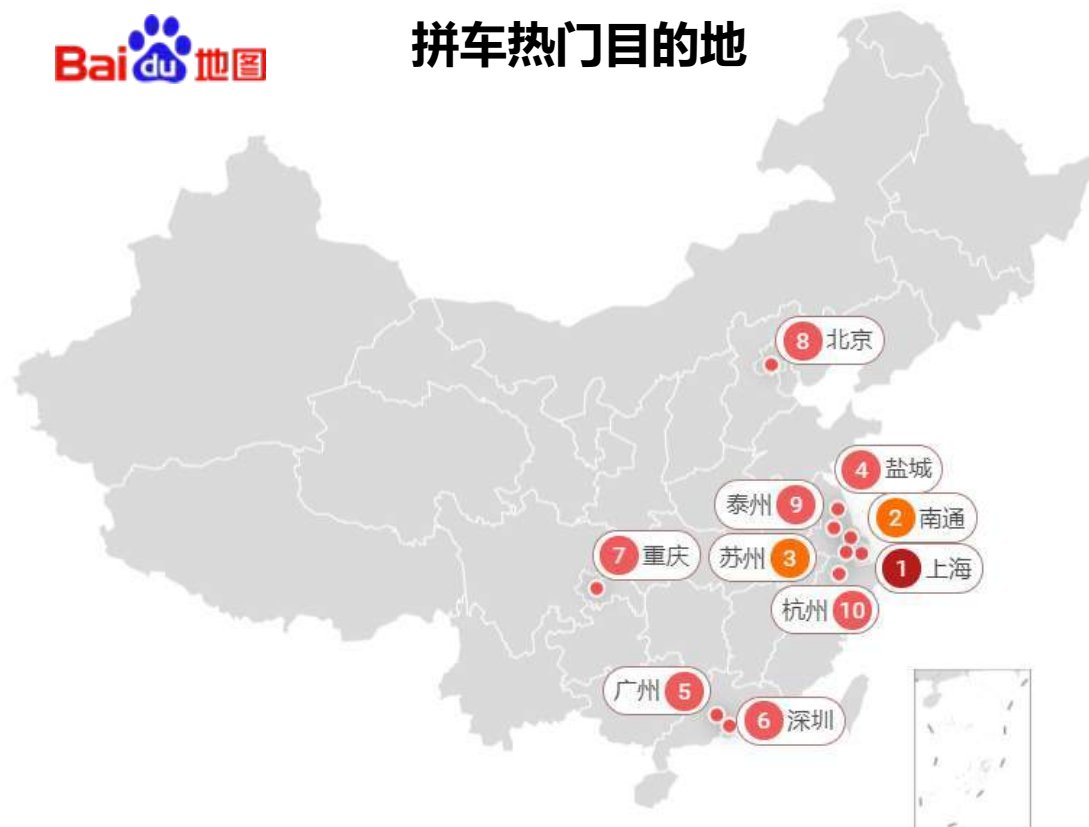 Baidu地图
拼车热门目的地
8 北京
4 盐城
泰州 9
2 南通
7 重庆
苏州 3
1 上海
杭州 10
广州 5
6 深圳